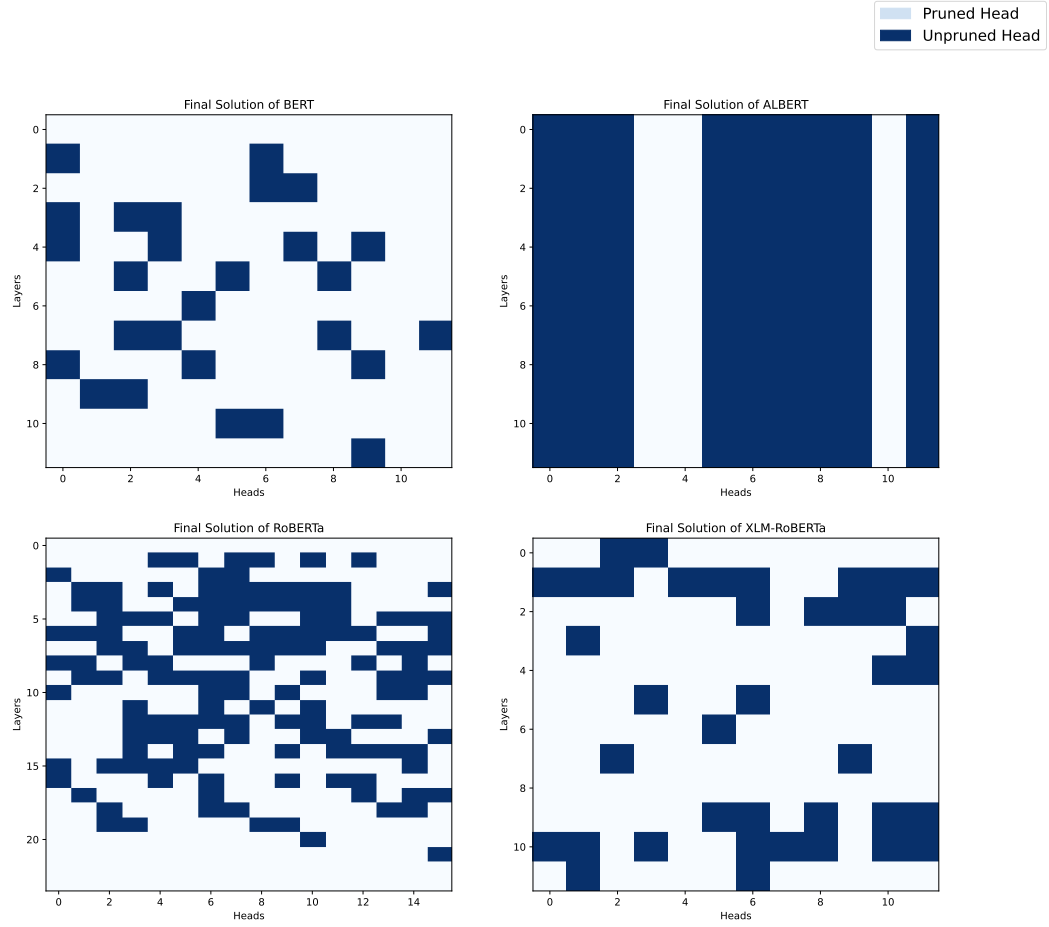 Pruned Head
Unpruned Head
Final Solution of BERT
0
2
4
6
8
10
Layers
0 2 4 6 8 10
Heads
Final Solution of ALBERT
0
2
4
6
8
10
Layers
0 2 4 6 8 10
Heads
Final Solution of RoBERTa
0
5
10
15
20
Layers
0 2 4 6 8 10 12 14
Heads
Final Solution of XLM-RoBERTa
0
2
4
6
8
10
Layers
0 2 4 6 8 10
Heads